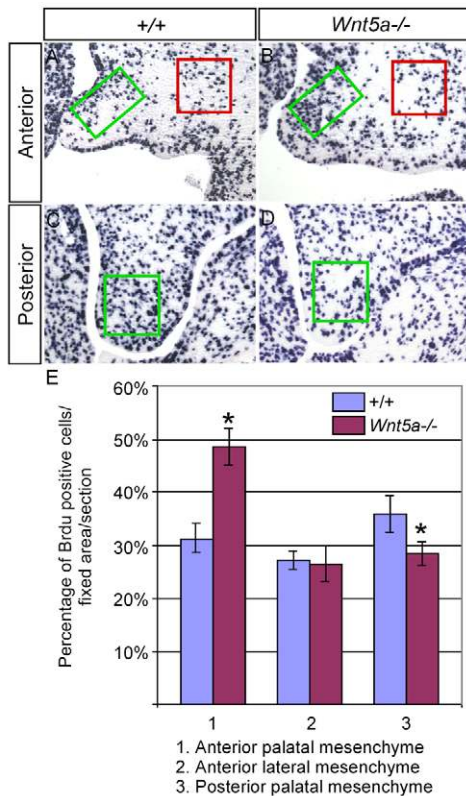 +/+
Wnt5a-/-
Anterior
A
B
Posterior
C
D
E
Percentage of Brdu positive cells/
fixed area/section
60%
50%
40%
30%
20%
10%
+/+
Wnt5a-/-
*
*
1
2
3
1. Anterior palatal mesenchyme
2. Anterior lateral mesenchyme
3. Posterior palatal mesenchyme